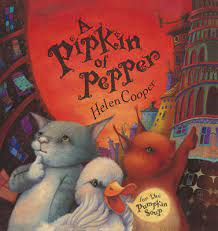 A
Pipkin
of
Pepper
Helen Cooper
for the
Pumpkin
Soup